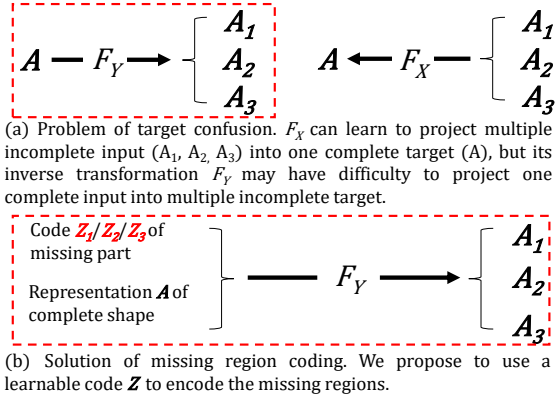 A F_Y A_1 A_2 A_3
A F_X A_1 A_2 A_3
(a) Problem of target confusion. F_X can learn to project multiple
incomplete input (A_1, A_2, A_3) into one complete target (A), but its
inverse transformation F_Y may have difficulty to project one
complete input into multiple incomplete target.
Code Z_1/Z_2/Z_3 of
missing part
Representation A of
complete shape
F_Y
A_1
A_2
A_3
(b) Solution of missing region coding. We propose to use a
learnable code Z to encode the missing regions.